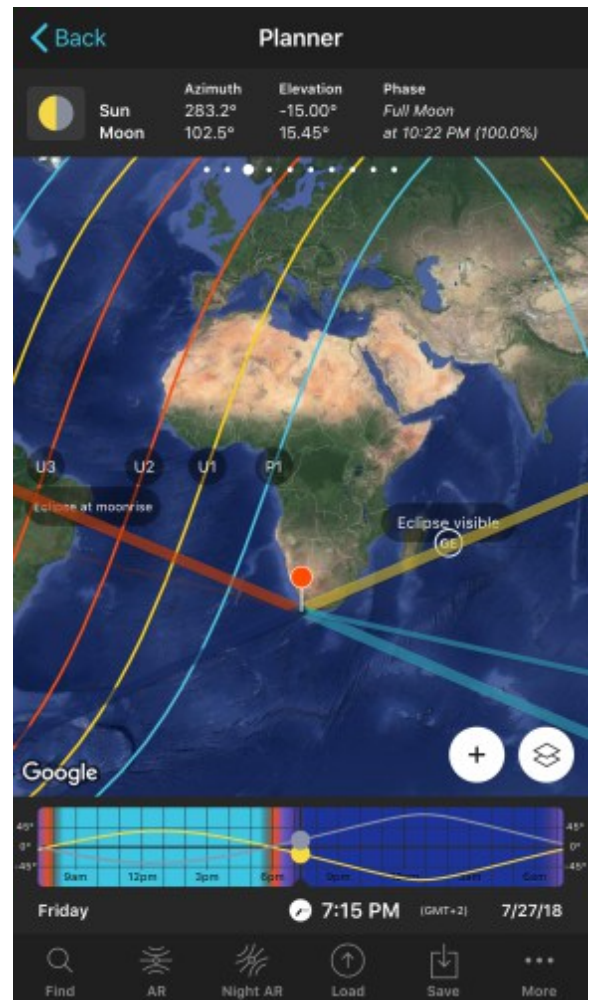 Back
Planner
Azimuth Elevation Phase
Sun 283.2° -15.00° Full Moon
Moon 102.5° 15.45° at 10:22 PM (100.0%)
U3 U2 U1 P1
Eclipse at moonrise
Eclipse visible
GE
Google
45° 45°
0° 0°
-45° -45°
9am 12pm 3pm 6pm 9pm 6am
Friday 7:15 PM (GMT+2) 7/27/18
Find AR Night AR Load Save More